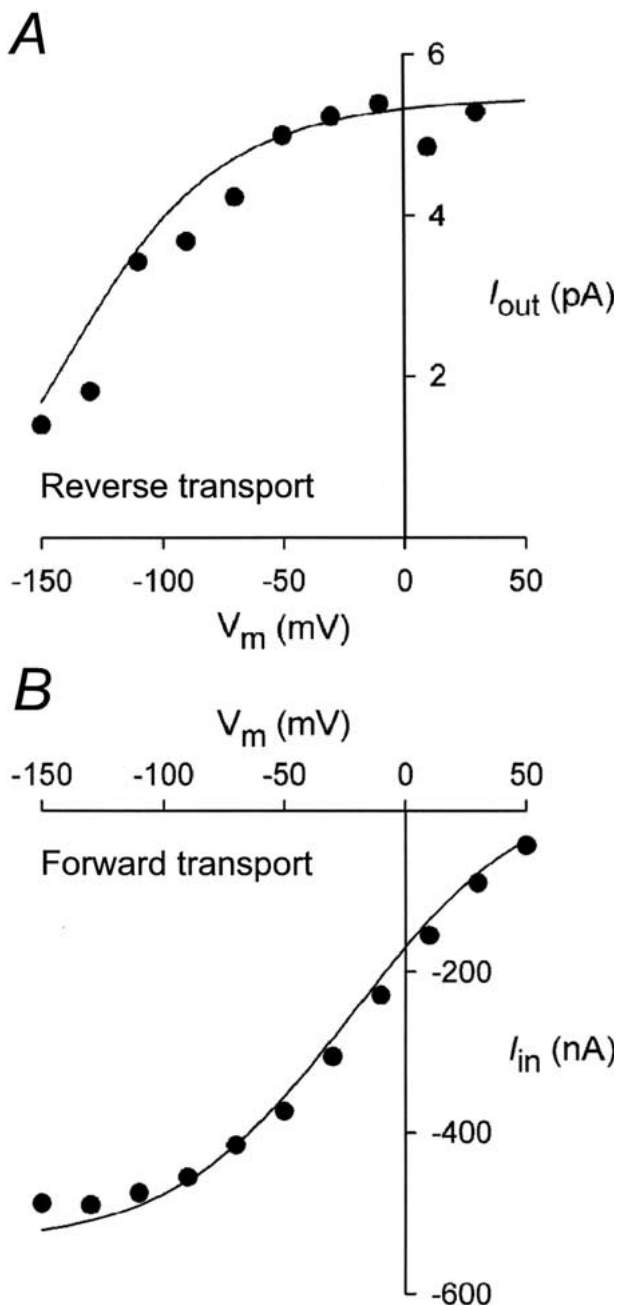 A
6
4
I_out (pA)
2
Reverse transport
-150 -100 -50 0 50
V_m (mV)
B
V_m (mV)
-150 -100 -50 0 50
Forward transport
-200
I_in (nA)
-400
-600